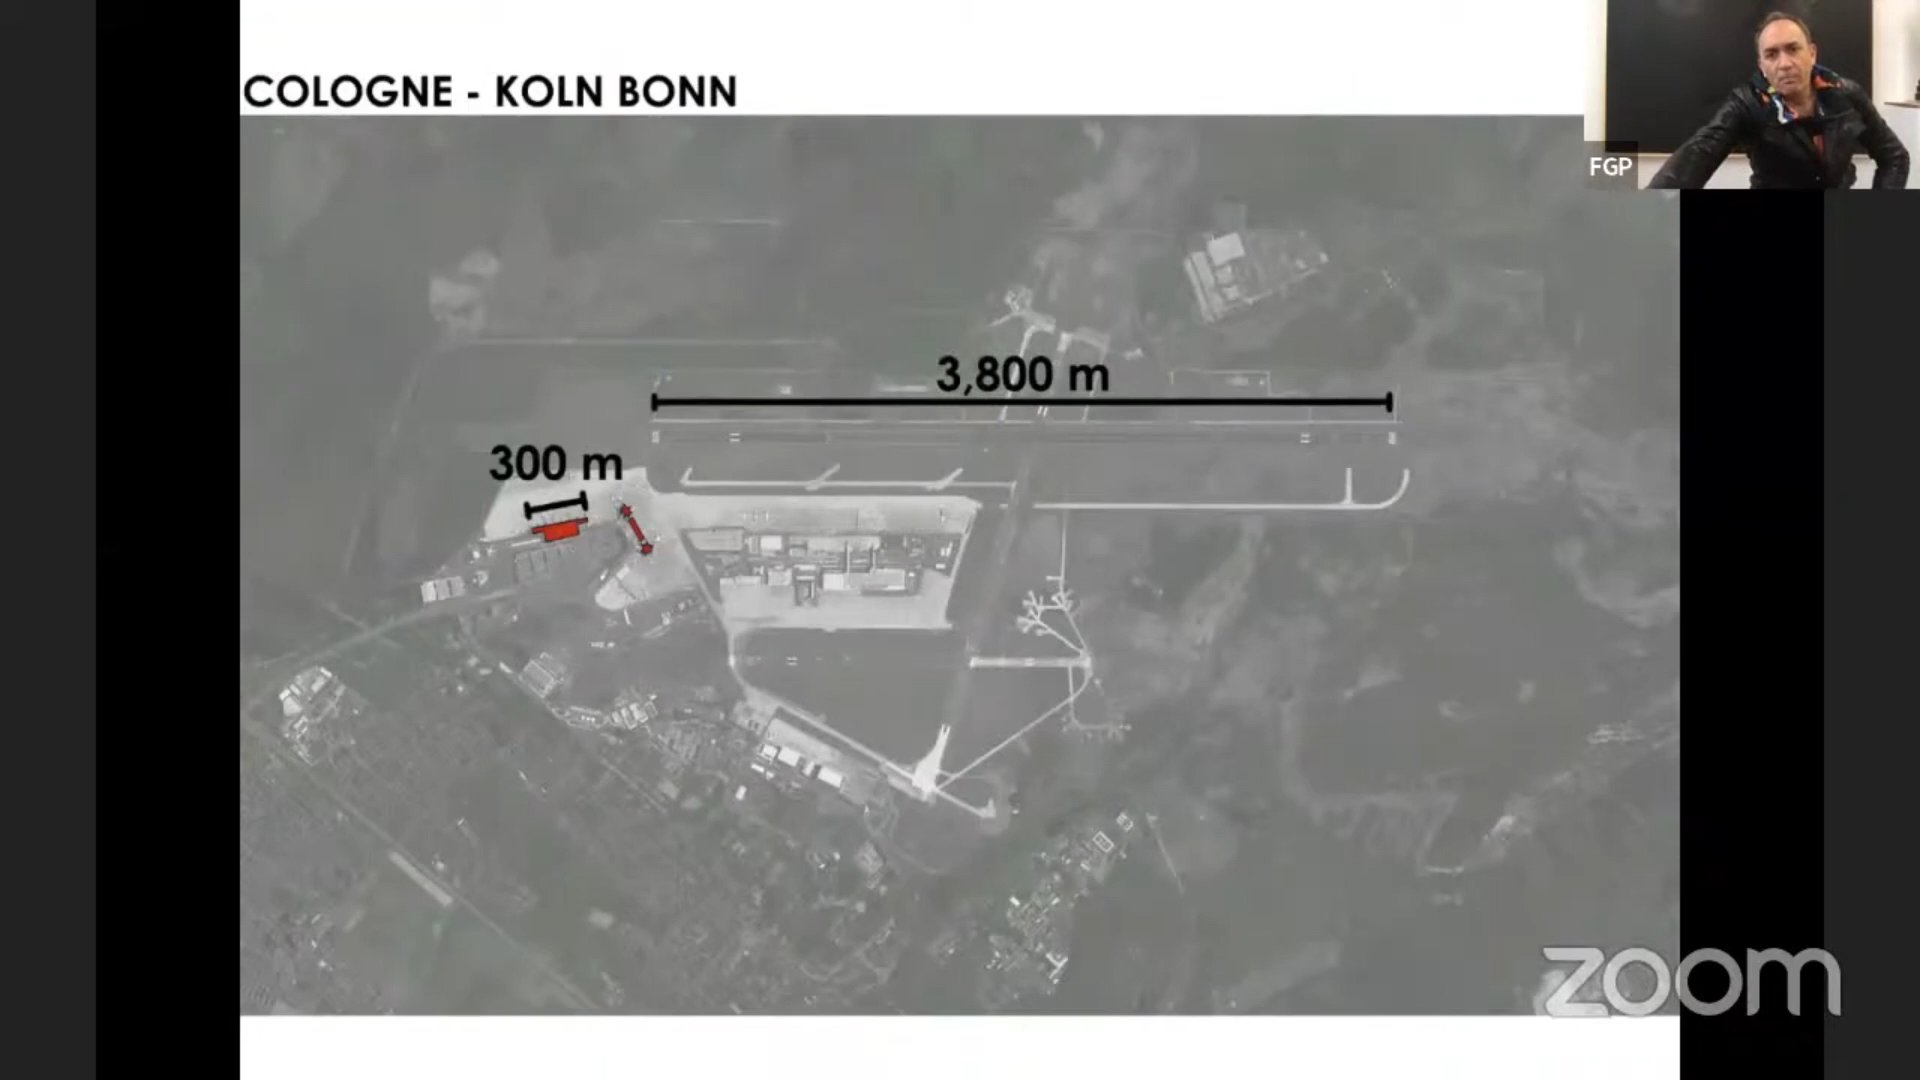 COLOGNE - KOLN BONN
FGP
3,800 m
300 m
zoom